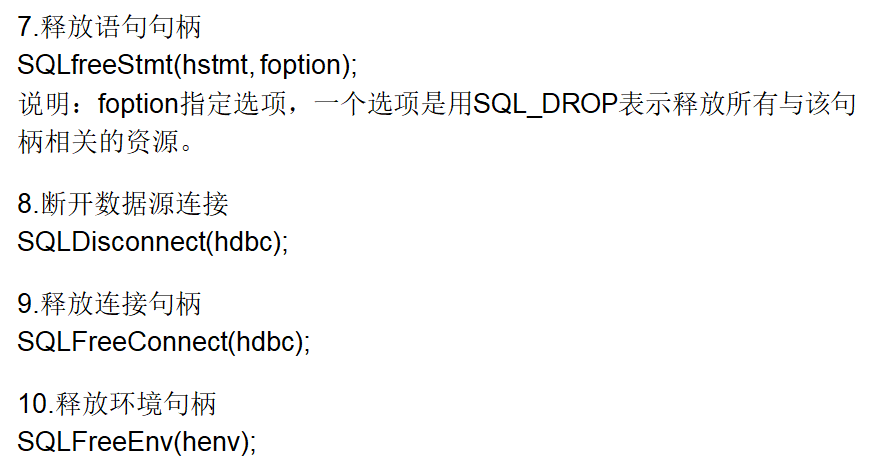 7.释放语句句柄
SQLfreeStmt(hstmt, foption);
说明：foption指定选项，一个选项是用SQL_DROP表示释放所有与该句
柄相关的资源。
8.断开数据源连接
SQLDisconnect(hdbc);
9.释放连接句柄
SQLFreeConnect(hdbc);
10.释放环境句柄
SQLFreeEnv(henv);